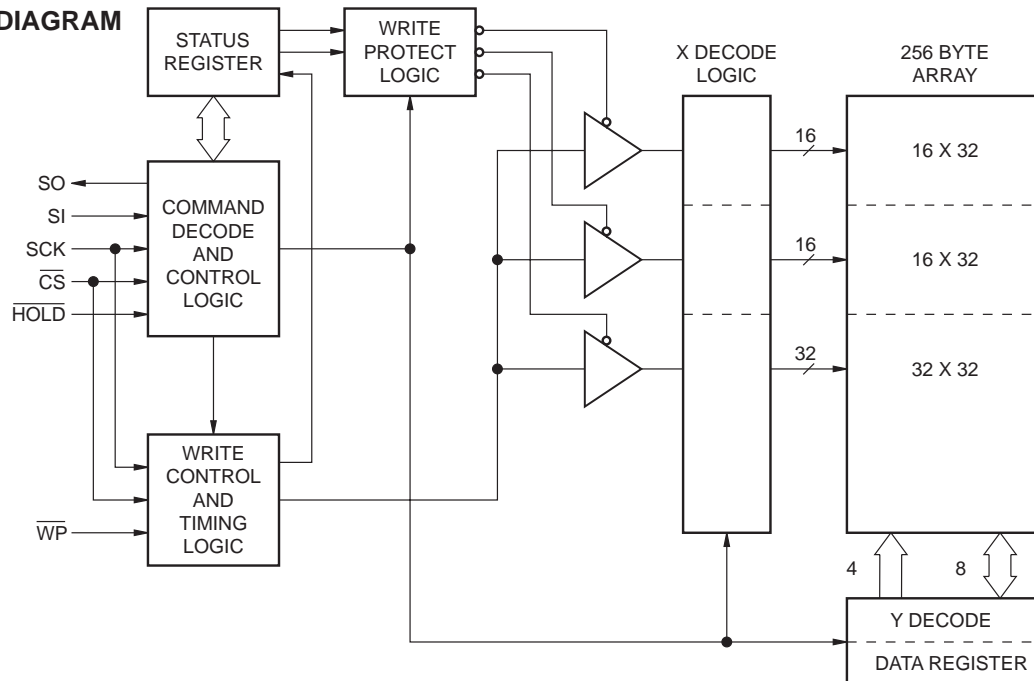 DIAGRAM
STATUS
REGISTER
WRITE
PROTECT
LOGIC
X DECODE
LOGIC
256 BYTE
ARRAY
SO
SI
SCK
CS
HOLD
COMMAND
DECODE
AND
CONTROL
LOGIC
16
16 X 32
16
16 X 32
32
32 X 32
WP
WRITE
CONTROL
AND
TIMING
LOGIC
4
8
Y DECODE
DATA REGISTER